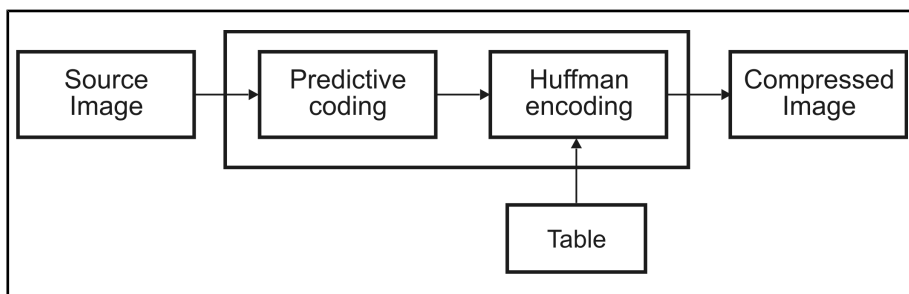 Source
Image
Predictive
coding
Huffman
encoding
Compressed
Image
Table